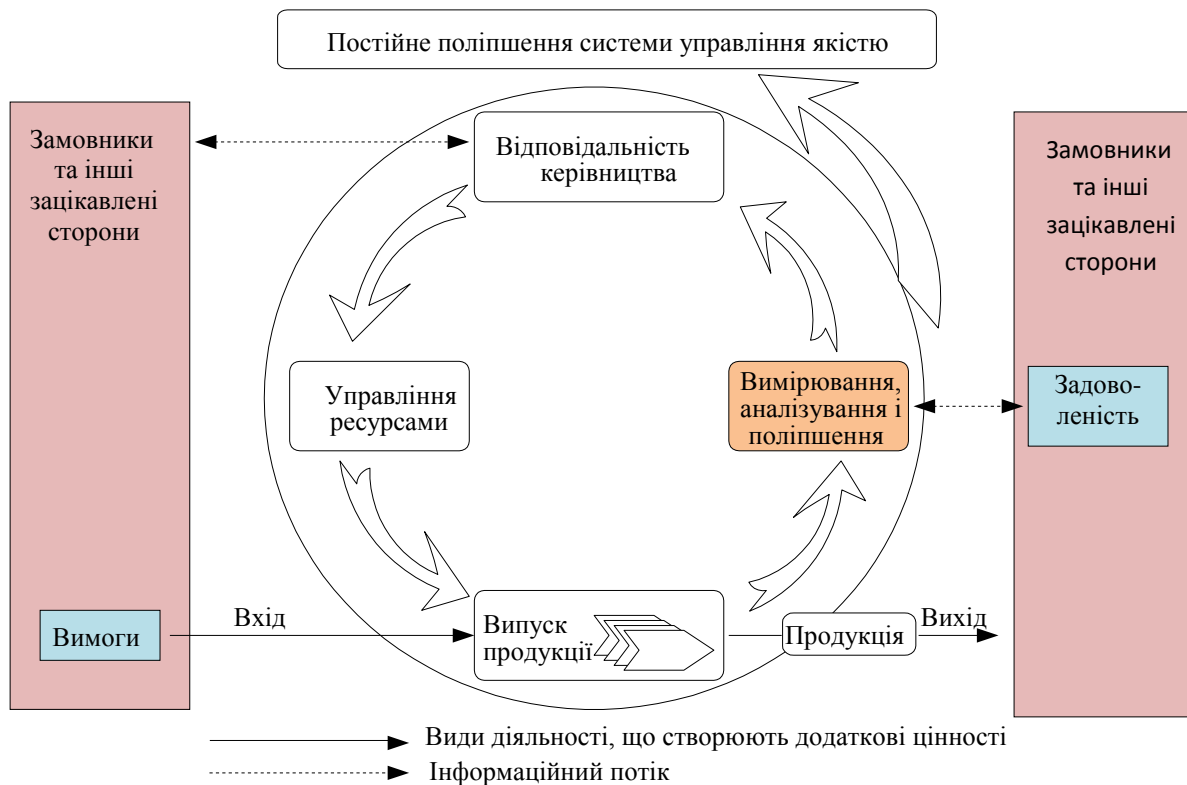 Постійне поліпшення системи управління якістю
Замовники
та інші
зацікавлені
сторони
Відповідальність
керівництва
Замовники
та інші
зацікавлені
сторони
Управління
ресурсами
Вимірювання,
аналізування і
поліпшення
Задово-
леність
Вимоги
Вхід
Випуск
продукції
Продукція
Вихід
Види діяльності, що створюють додаткові цінності
Інформаційний потік